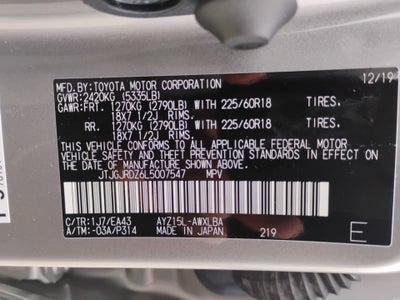 MFD.BY:TOYOTA MOTOR CORPORATION 12/19
GVWR:2420KG (5335LB)
GAWR:FRT. 1270KG (2790LB) WITH 225/60R18 TIRES.
18X7 1/2J RIMS.
RR. 1270KG (2790LB) WITH 225/60R18 TIRES.
18X7 1/2J RIMS.
THIS VEHICLE CONFORMS TO ALL APPLICABLE FEDERAL MOTOR
VEHICLE SAFETY AND THEFT PREVENTION STANDARDS IN EFFECT ON
THE DATE OF MANUFACTURE SHOWN ABOVE.
JTJGJRDZ6L5007547 MPV
C/TR:1J7/EA43 AYZ15L-AWXLBA
A/TM:-03A/P314 MADE IN JAPAN 219 E